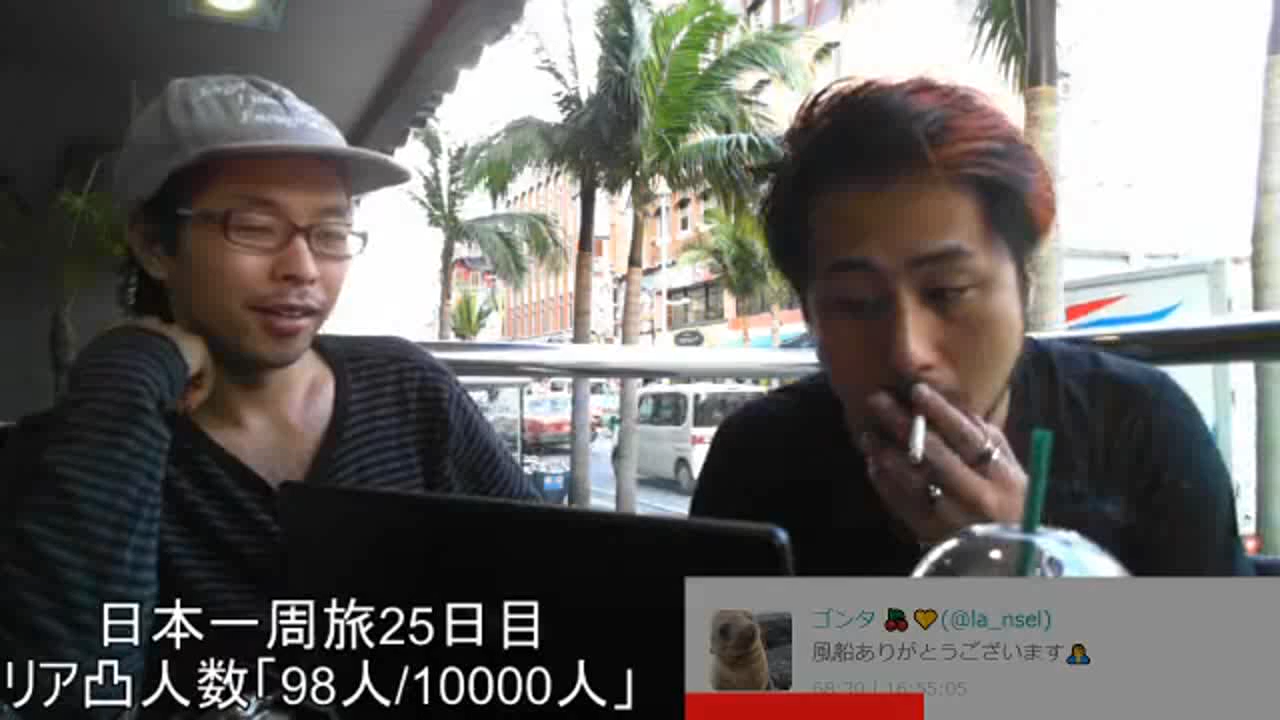 日本一周旅25日目
リア凸人数「98人/10000人」
ゴンタ🍒💛(@la_nsel)
風船ありがとうございます🙇‍♂️
68:30 | 16:55:05